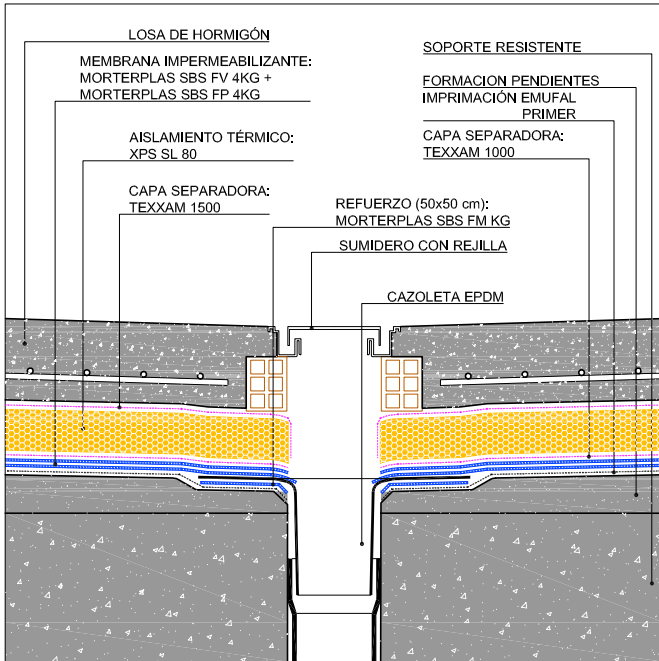 LOSA DE HORMIGÓN
MEMBRANA IMPERMEABILIZANTE:
MORTERPLAS SBS FV 4KG +
MORTERPLAS SBS FP 4KG
AISLAMIENTO TÉRMICO:
XPS SL 80
CAPA SEPARADORA:
TEXXAM 1500
REFUERZO (50x50 cm):
MORTERPLAS SBS FM KG
SUMIDERO CON REJILLA
CAZOLETA EPDM
SOPORTE RESISTENTE
FORMACION PENDIENTES
IMPRIMACIÓN EMUFAL
PRIMER
CAPA SEPARADORA:
TEXXAM 1000